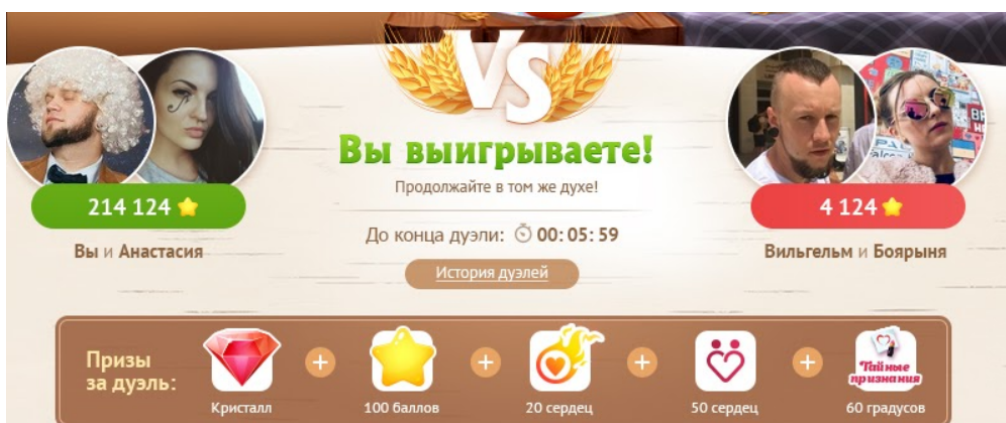 VS
Вы выигрываете!
Продолжайте в том же духе!
214 124
4 124
До конца дуэли: 00: 05: 59
Вы и Анастасия
Вильгельм и Боярыня
История дуэлей
Призы
за дуэль:
Кристалл
100 баллов
20 сердец
50 сердец
Тайные
признания
60 градусов